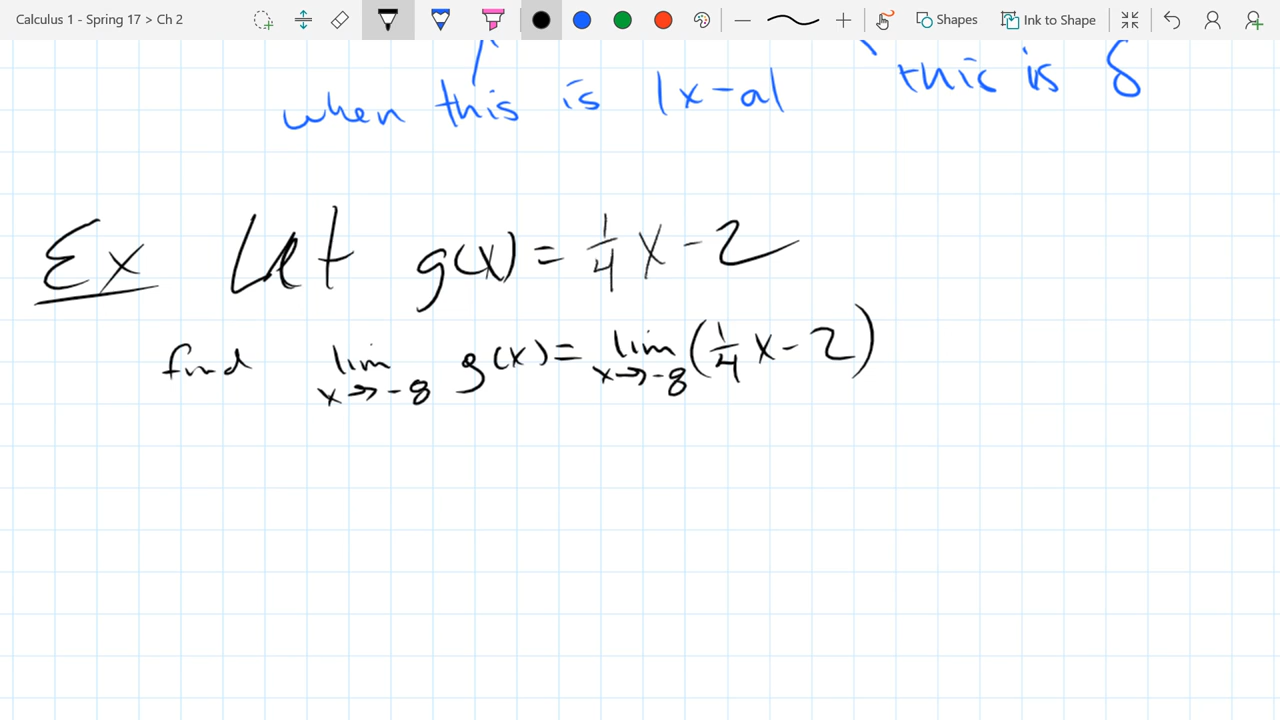 Calculus 1 - Spring 17 > Ch 2
Shapes
Ink to Shape
when this is |x-a| this is δ
Ex Let g(x) = 1/4 x - 2
find lim x→-8 g(x) = lim x→-8 (1/4 x - 2)